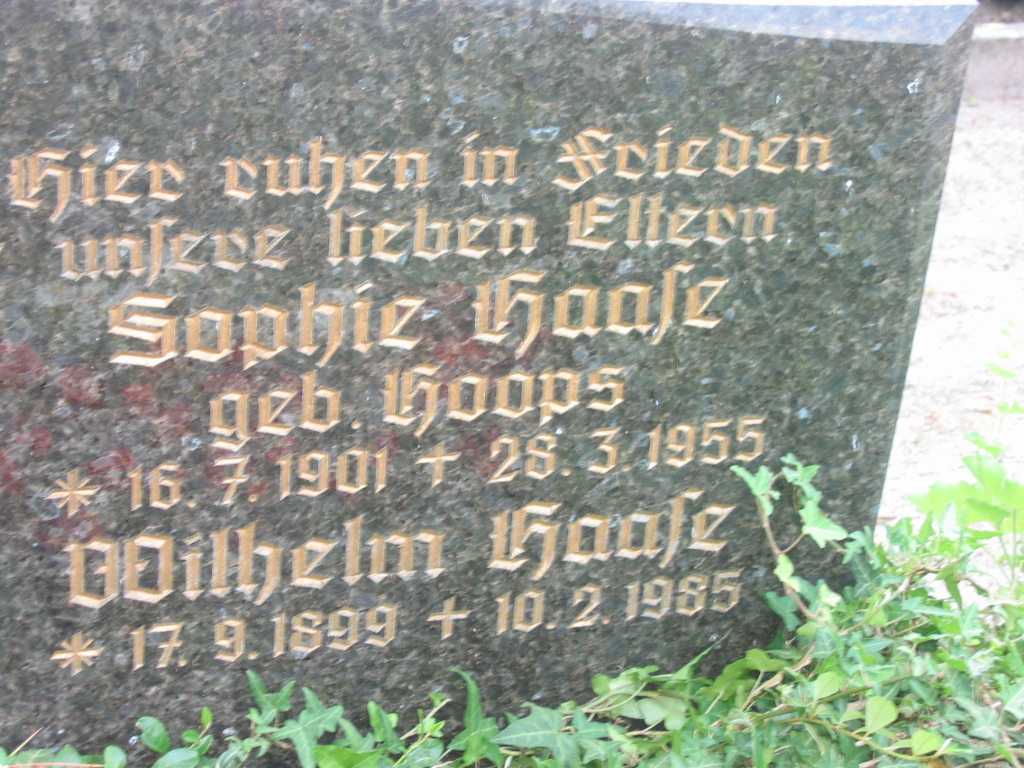 Hier ruhen in Frieden
unsere lieben Eltern
Sophie Haase
geb. Hoops
* 16. 7. 1901 + 28. 3. 1955
Wilhelm Haase
* 17. 9. 1899 + 10. 2. 1985